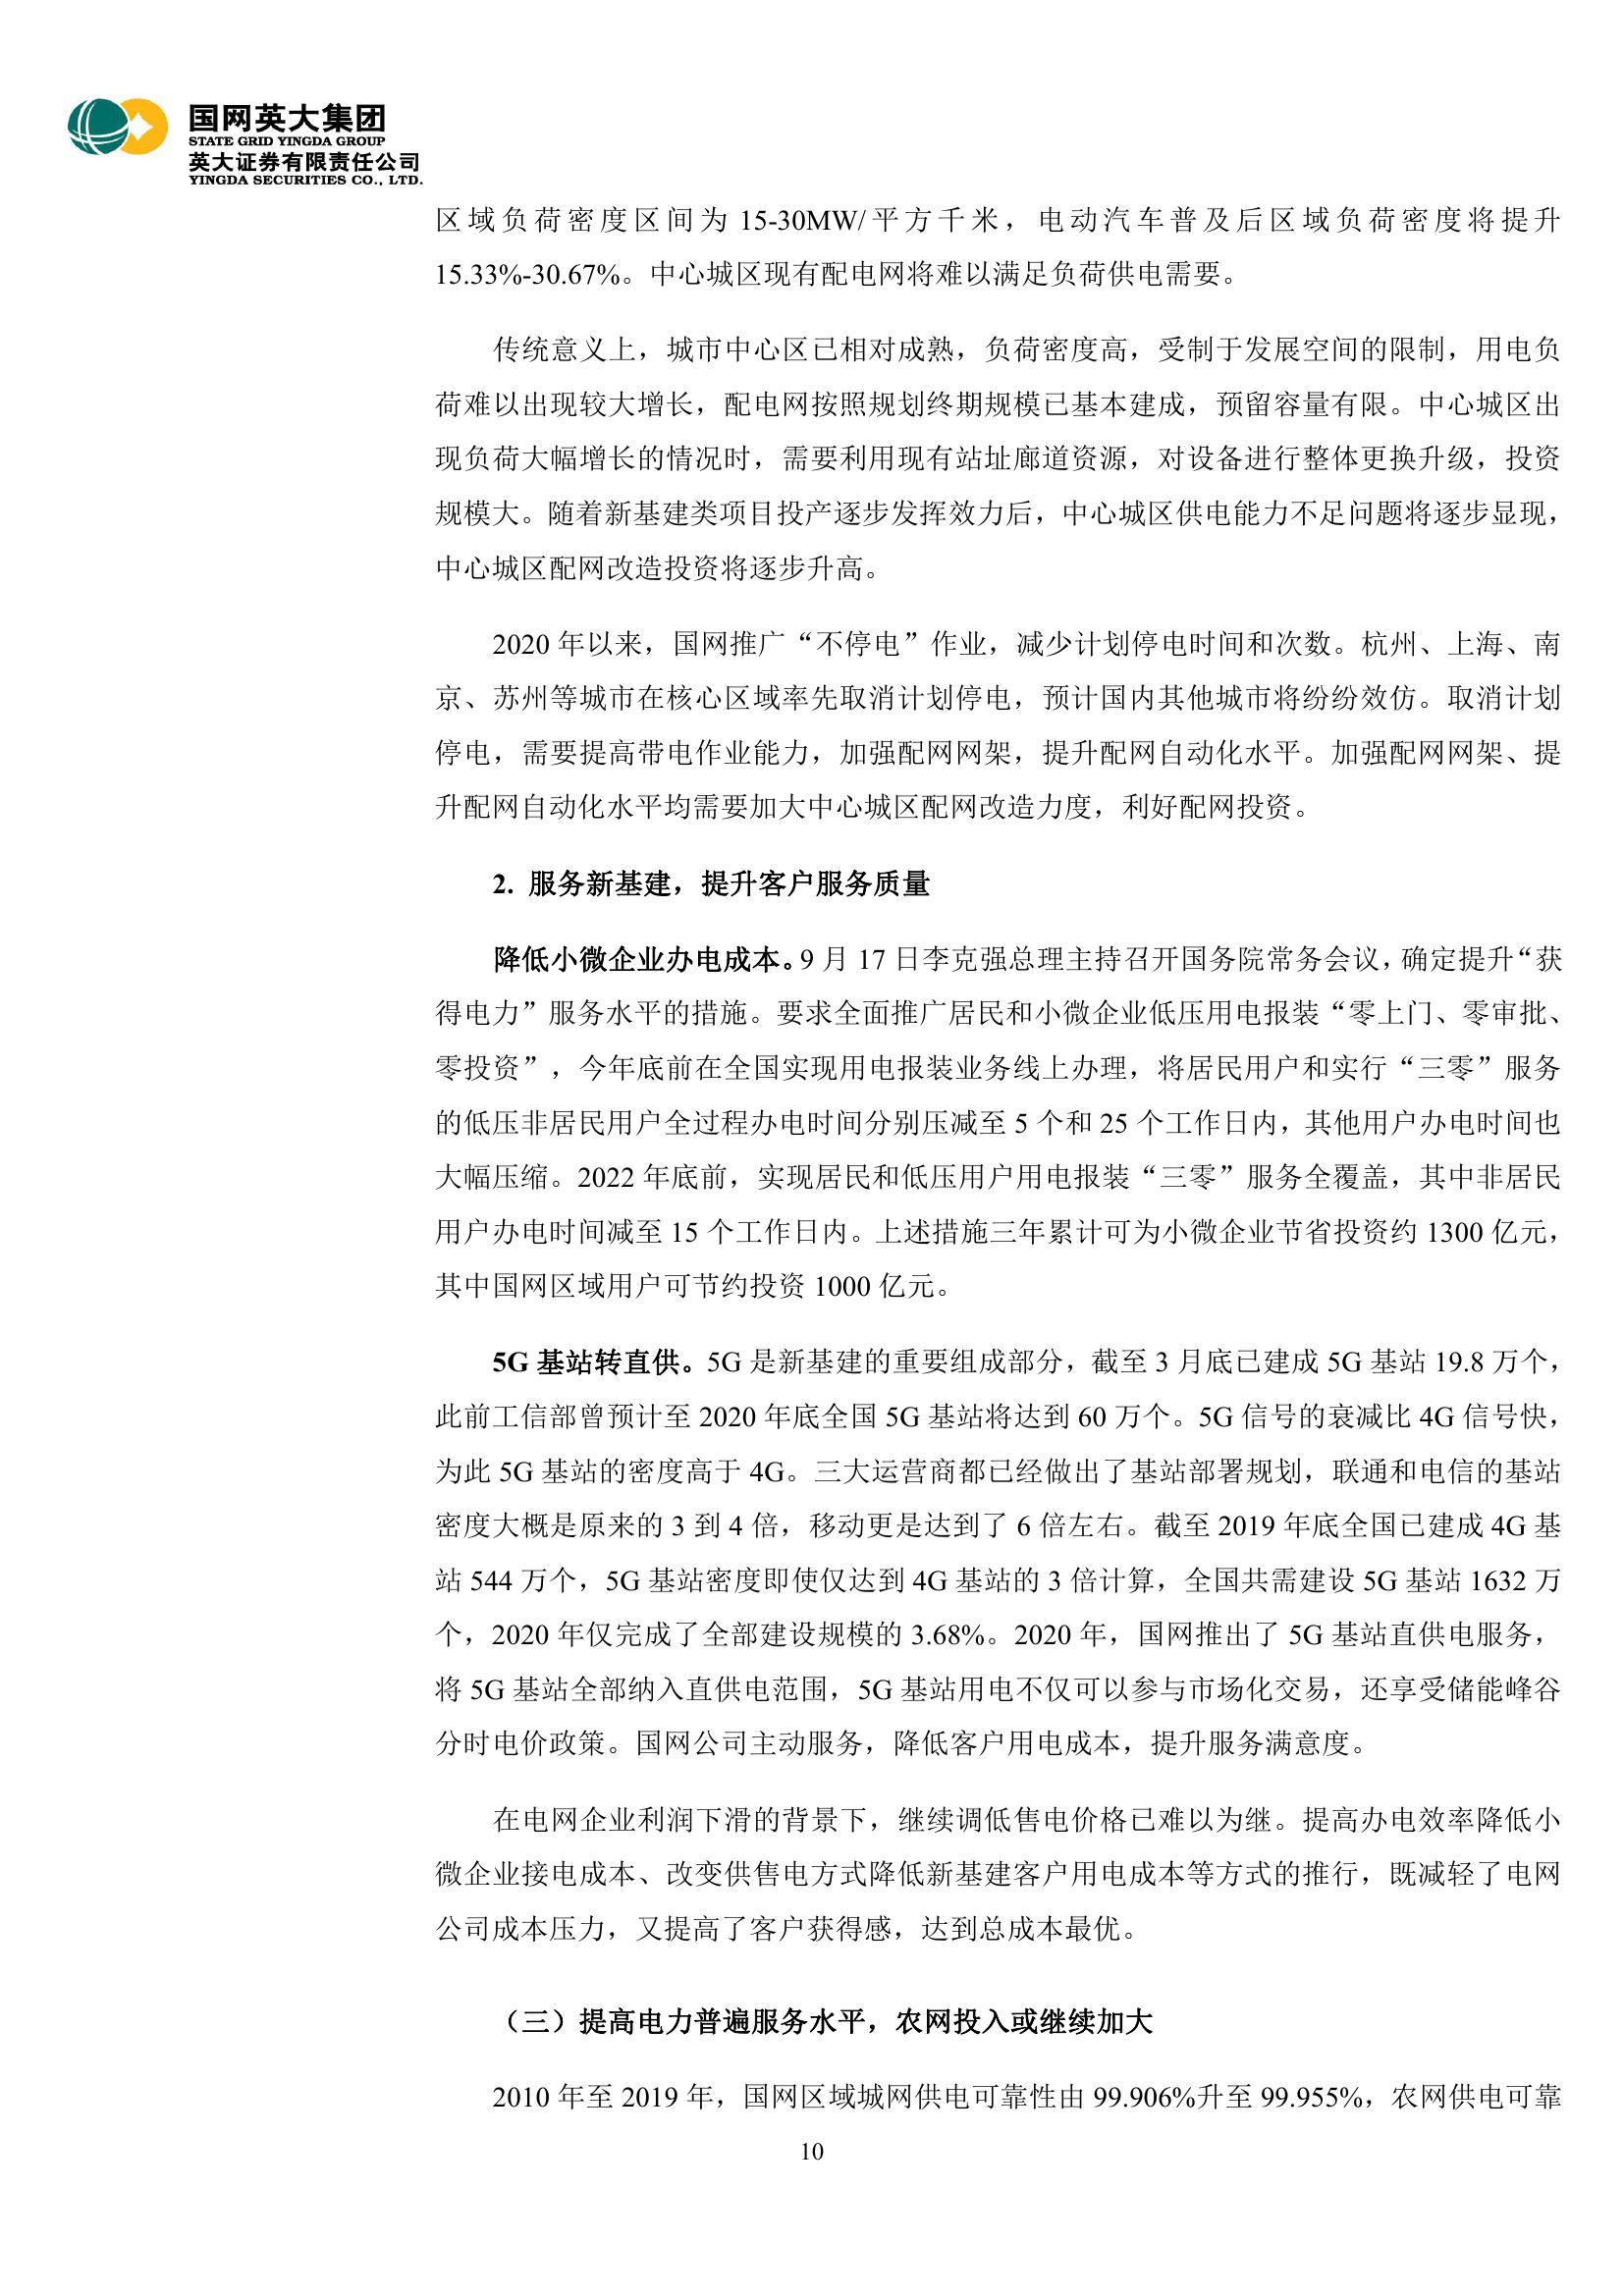 国网英大集团
STATE GRID YINGDA GROUP
英大证券有限责任公司
YINGDA SECURITIES CO., LTD.
区域负荷密度区间为 15-30MW/平方千米，电动汽车普及后区域负荷密度将提升
15.33%-30.67%。中心城区现有配电网将难以满足负荷供电需要。
传统意义上，城市中心区已相对成熟，负荷密度高，受制于发展空间的限制，用电负
荷难以出现较大增长，配电网按照规划终期规模已基本建成，预留容量有限。中心城区出
现负荷大幅增长的情况时，需要利用现有站址廊道资源，对设备进行整体更换升级，投资
规模大。随着新基建类项目投产逐步发挥效力后，中心城区供电能力不足问题将逐步显现，
中心城区配网改造投资将逐步升高。
2020 年以来，国网推广“不停电”作业，减少计划停电时间和次数。杭州、上海、南
京、苏州等城市在核心区域率先取消计划停电，预计国内其他城市将纷纷效仿。取消计划
停电，需要提高带电作业能力，加强配网网架，提升配网自动化水平。加强配网网架、提
升配网自动化水平均需要加大中心城区配网改造力度，利好配网投资。
2. 服务新基建，提升客户服务质量
降低小微企业办电成本。9 月 17 日李克强总理主持召开国务院常务会议，确定提升“获
得电力”服务水平的措施。要求全面推广居民和小微企业低压用电报装“零上门、零审批、
零投资”，今年底前在全国实现用电报装业务线上办理，将居民用户和实行“三零”服务
的低压非居民用户全过程办电时间分别压减至 5 个和 25 个工作日内，其他用户办电时间也
大幅压缩。2022 年底前，实现居民和低压用户用电报装“三零”服务全覆盖，其中非居民
用户办电时间减至 15 个工作日内。上述措施三年累计可为小微企业节省投资约 1300 亿元，
其中国网区域用户可节约投资 1000 亿元。
5G 基站转直供。5G 是新基建的重要组成部分，截至 3 月底已建成 5G 基站 19.8 万个，
此前工信部曾预计至 2020 年底全国 5G 基站将达到 60 万个。5G 信号的衰减比 4G 信号快，
为此 5G 基站的密度高于 4G。三大运营商都已经做出了基站部署规划，联通和电信的基站
密度大概是原来的 3 到 4 倍，移动更是达到了 6 倍左右。截至 2019 年底全国已建成 4G 基
站 544 万个，5G 基站密度即使仅达到 4G 基站的 3 倍计算，全国共需建设 5G 基站 1632 万
个，2020 年仅完成了全部建设规模的 3.68%。2020 年，国网推出了 5G 基站直供电服务，
将 5G 基站全部纳入直供电范围，5G 基站用电不仅可以参与市场化交易，还享受储能峰谷
分时电价政策。国网公司主动服务，降低客户用电成本，提升服务满意度。
在电网企业利润下滑的背景下，继续调低售电价格已难以为继。提高办电效率降低小
微企业接电成本、改变供售电方式降低新基建客户用电成本等方式的推行，既减轻了电网
公司成本压力，又提高了客户获得感，达到总成本最优。
（三）提高电力普遍服务水平，农网投入或继续加大
2010 年至 2019 年，国网区域城网供电可靠性由 99.906%升至 99.955%，农网供电可靠
10